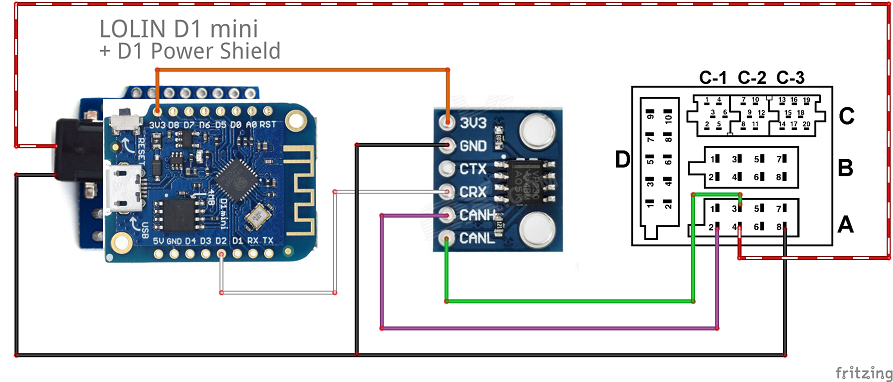 LOLIN D1 mini
+ D1 Power Shield
3V3 D8 D7 D6 D5 D0 A0 RST
RESET
USB
D1 mini
5V GND D4 D3 D2 D1 RX TX
3V3
GND
CTX
CRX
CANH
CANL
C-1 C-2 C-3
1 4 7 10 13 16 19
3 6 9 12 15 18
2 5 8 11 14 17 20
C
D
9 10
7 8
5 6
3 4
1 2
1 3 5 7
2 4 6 8
B
1 3 5 7
2 4 6 8
A
fritzing